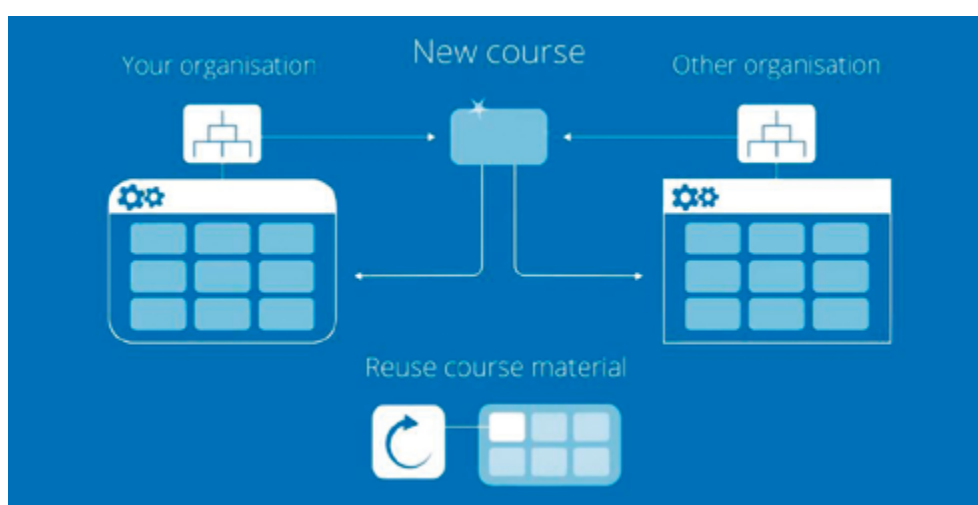 New course
Your organisation
Other organisation
Reuse course material